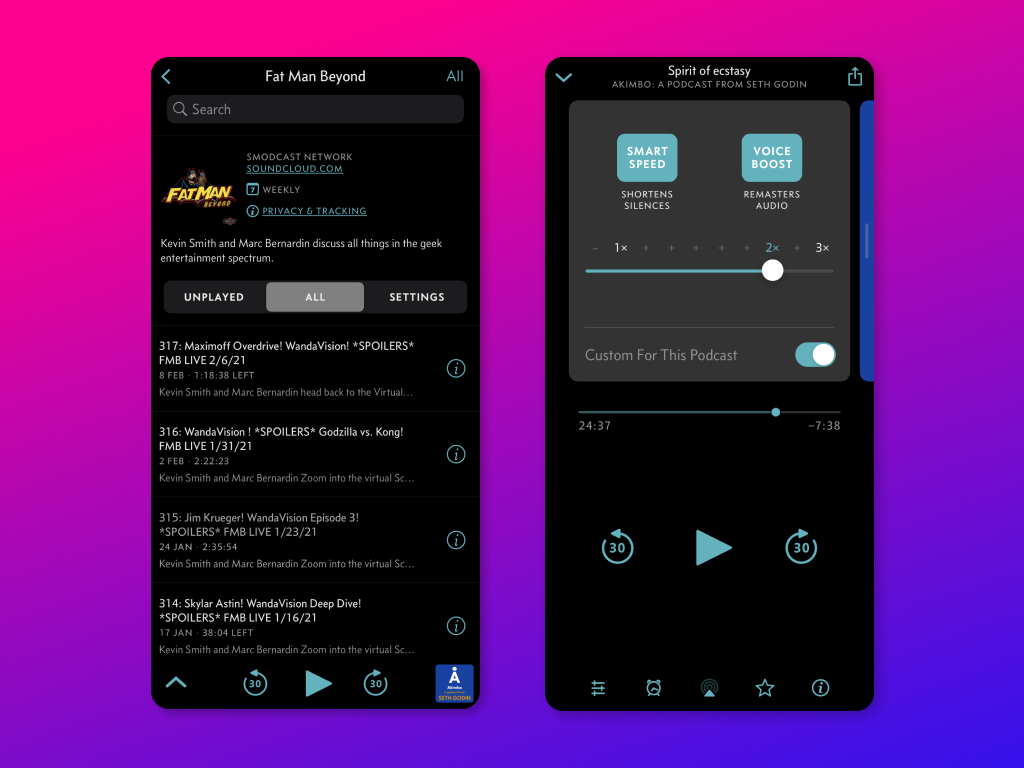 Fat Man Beyond
All
Search
SMODCAST NETWORK
SOUNDCLOUD.COM
7 WEEKLY
PRIVACY & TRACKING
FATMAN
BEYOND
Kevin Smith and Marc Bernardin discuss all things in the geek
entertainment spectrum.
UNPLAYED ALL SETTINGS
317: Maximoff Overdrive! WandaVision! *SPOILERS*
FMB LIVE 2/6/21
8 FEB · 1:18:38 LEFT
Kevin Smith and Marc Bernardin head back to the Virtual...
316: WandaVision ! *SPOILERS* Godzilla vs. Kong!
FMB LIVE 1/31/21
2 FEB · 2:22:23
Kevin Smith and Marc Bernardin Zoom into the virtual Sc...
315: Jim Krueger! WandaVision Episode 3!
*SPOILERS* FMB LIVE 1/23/21
24 JAN · 2:35:54
Kevin Smith and Marc Bernardin Zoom into the virtual Sc...
314: Skylar Astin! WandaVision Deep Dive!
*SPOILERS* FMB LIVE 1/16/21
17 JAN · 38:04 LEFT
Kevin Smith and Marc Bernardin Zoom into the virtual Sc...
30 30
Akimbo
SETH GODIN
Spirit of ecstasy
AKIMBO: A PODCAST FROM SETH GODIN
SMART
SPEED
SHORTENS
SILENCES
VOICE
BOOST
REMASTERS
AUDIO
– 1× + + + + + 2× + 3×
Custom For This Podcast
24:37 –7:38
30 30